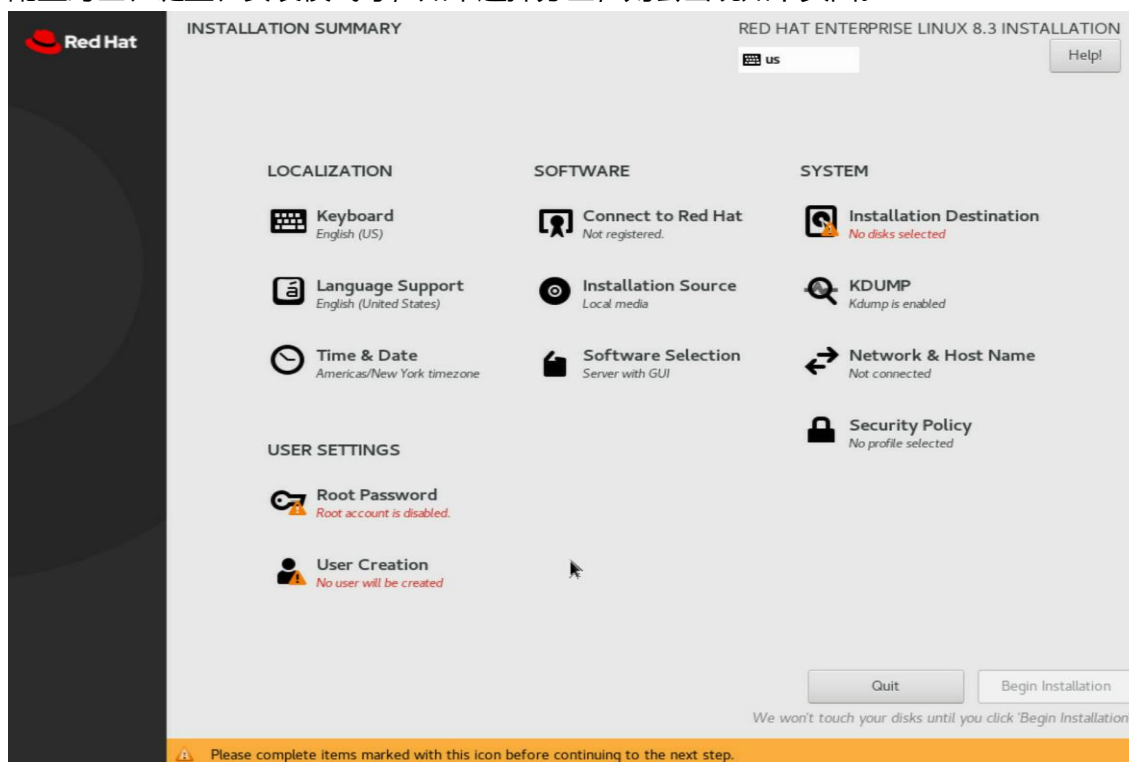 Red Hat
INSTALLATION SUMMARY
RED HAT ENTERPRISE LINUX 8.3 INSTALLATION
us
Help!
LOCALIZATION
Keyboard
English (US)
Language Support
English (United States)
Time & Date
Americas/New York timezone
USER SETTINGS
Root Password
Root account is disabled.
User Creation
No user will be created
SOFTWARE
Connect to Red Hat
Not registered.
Installation Source
Local media
Software Selection
Server with GUI
SYSTEM
Installation Destination
No disks selected
KDUMP
Kdump is enabled
Network & Host Name
Not connected
Security Policy
No profile selected
Quit
Begin Installation
We won't touch your disks until you click 'Begin Installation'
Please complete items marked with this icon before continuing to the next step.